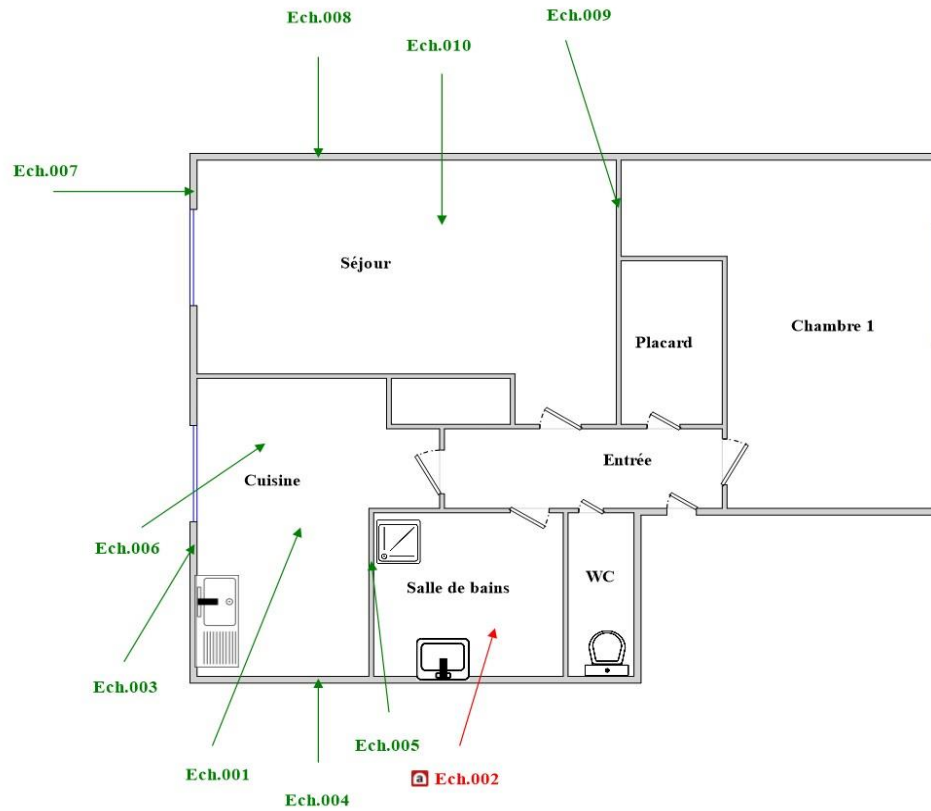 Ech.008
Ech.009
Ech.010
Ech.007
Séjour
Chambre 1
Placard
Entrée
Cuisine
Ech.006
WC
Salle de bains
Ech.003
Ech.005
Ech.001
a Ech.002
Ech.004